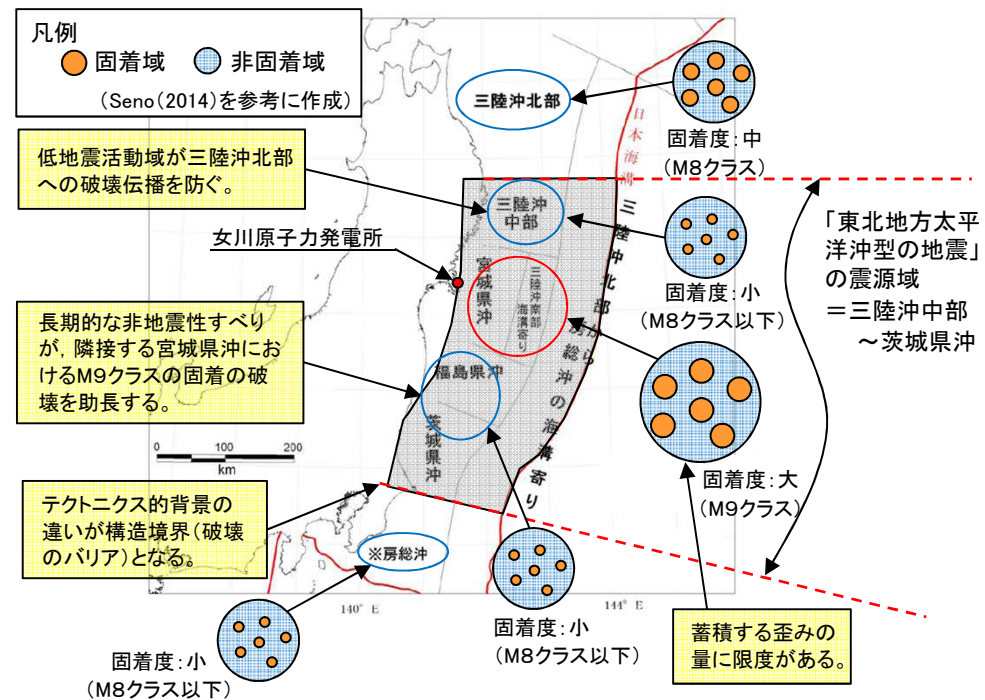 凡例
固着域 非固着域
(Seno(2014)を参考に作成)
三陸沖北部
固着度:中
(M8クラス)
日本海溝
低地震活動域が三陸沖北部
への破壊伝播を防ぐ。
三陸沖
中部
固着度:小
(M8クラス以下)
「東北地方太平
洋沖型の地震」
の震源域
=三陸沖中部
～茨城県沖
女川原子力発電所
宮城県沖
三陸沖南部
海溝寄り
三陸沖北部から
房総沖の海溝寄り
長期的な非地震性すべり
が,隣接する宮城県沖にお
けるM9クラスの固着の破
壊を助長する。
福島県沖
茨城県沖
固着度:大
(M9クラス)
0 100 200
km
テクトニクス的背景の
違いが構造境界(破壊
のバリア)となる。
※房総沖
140° E
144° E
固着度:小
(M8クラス以下)
固着度:小
(M8クラス以下)
蓄積する歪みの
量に限度がある。